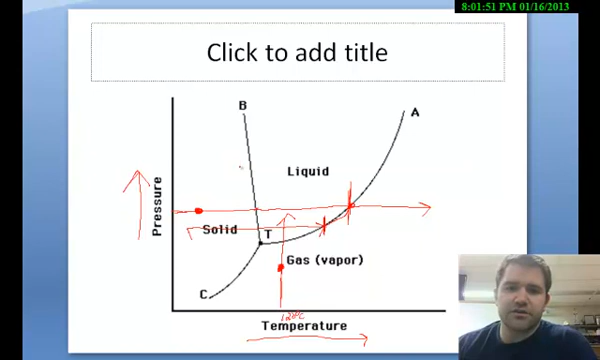 8:01:51 PM 01/16/2013
Click to add title
B
A
Liquid
Pressure
Solid
T
Gas (vapor)
C
Temperature